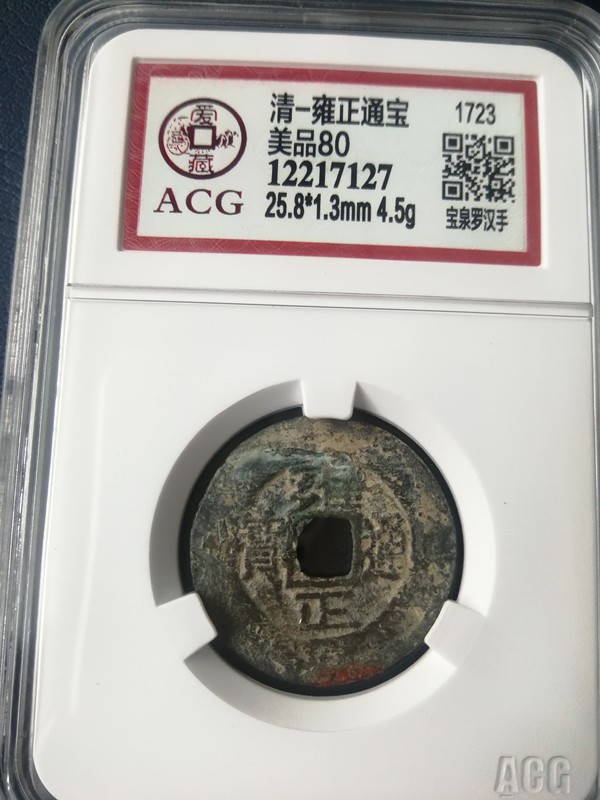 清一雍正通宝
1723
美品80
12217127
25.8*1.3mm 4.5g
宝泉罗汉手
爱
藏
ACG
雍
寶 通
正
ACG